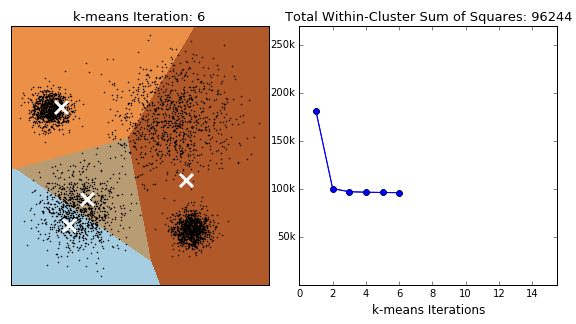 k-means Iteration: 6
Total Within-Cluster Sum of Squares: 96244
250k
200k
150k
100k
50k
0 2 4 6 8 10 12 14
k-means Iterations